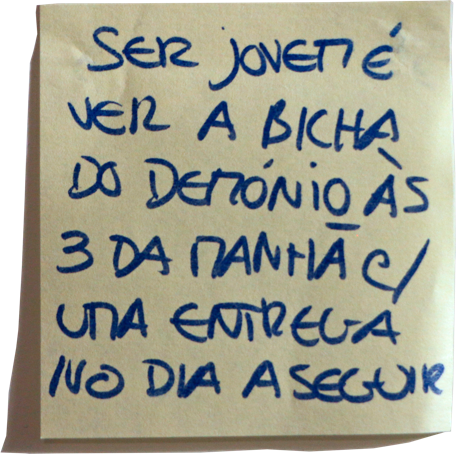 SER JOVEM É
VER A BICHA
DO DEMÓNIO ÀS
3 DA MANHÃ C/
UMA ENTREGA
NO DIA A SEGUIR